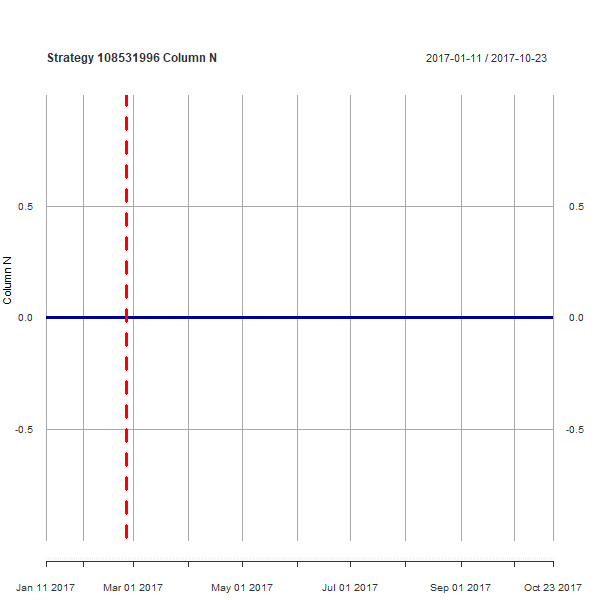 Strategy 108531996 Column N
2017-01-11 / 2017-10-23
0.5
0.5
Column N
0.0
0.0
-0.5
-0.5
Jan 11 2017
Mar 01 2017
May 01 2017
Jul 01 2017
Sep 01 2017
Oct 23 2017